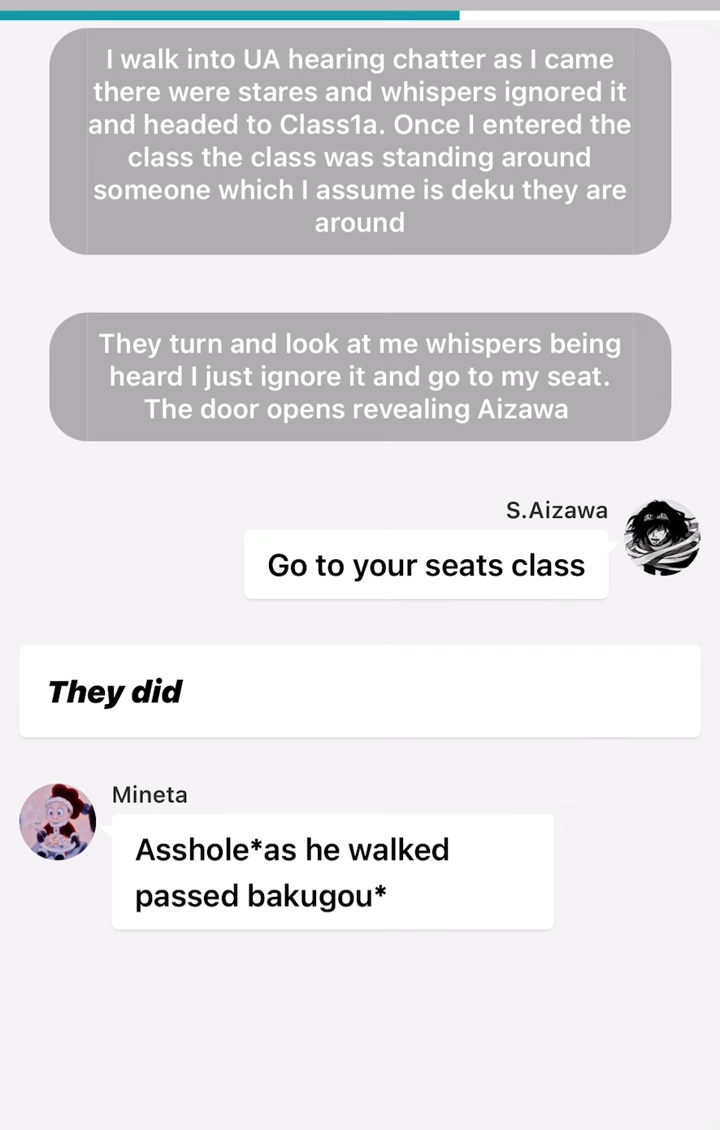 I walk into UA hearing chatter as I came
there were stares and whispers ignored it
and headed to Class1a. Once I entered the
class the class was standing around
someone which I assume is deku they are
around
They turn and look at me whispers being
heard I just ignore it and go to my seat.
The door opens revealing Aizawa
S.Aizawa
Go to your seats class
They did
Mineta
Asshole*as he walked
passed bakugou*